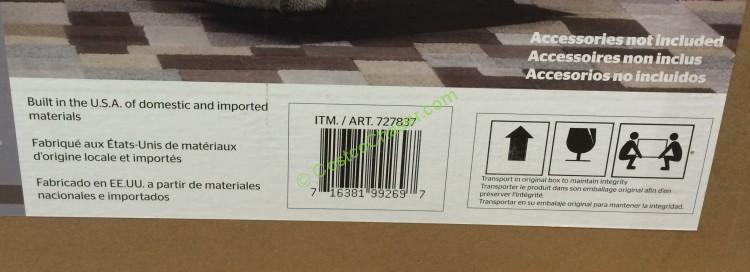 Accessories not included
Accessoires non inclus
Accesorios no incluidos
Built in the U.S.A. of domestic and imported
materials
Fabriqué aux États-Unis de matériaux
d'origine locale et importés
Fabricado en EE.UU. a partir de materiales
nacionales e importados
ITM. / ART. 727837
7 16381 99269 7
© CostcoChaser.com
Transport in original box to maintain integrity
Transporter le produit dans son emballage original afin d'en
préserver l'intégrité.
Transportar en su embalaje original para mantener la integridad.